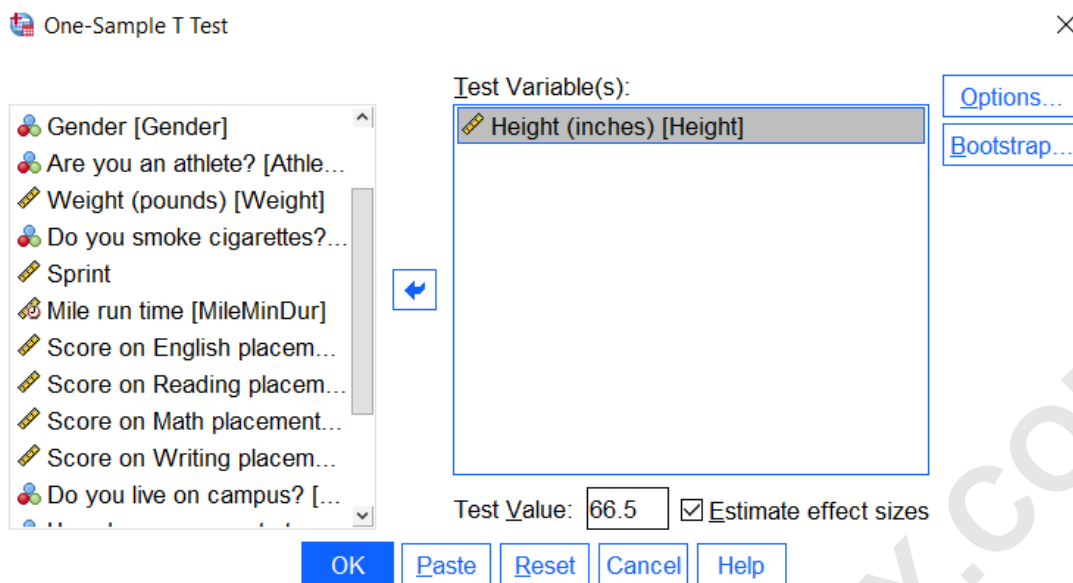 One-Sample T Test
Gender [Gender]
Are you an athlete? [Athle...
Weight (pounds) [Weight]
Do you smoke cigarettes?...
Sprint
Mile run time [MileMinDur]
Score on English placem...
Score on Reading placem...
Score on Math placement...
Score on Writing placem...
Do you live on campus? [...
Test Variable(s):
Height (inches) [Height]
Test Value: 66.5 Estimate effect sizes
Options...
Bootstrap...
OK Paste Reset Cancel Help